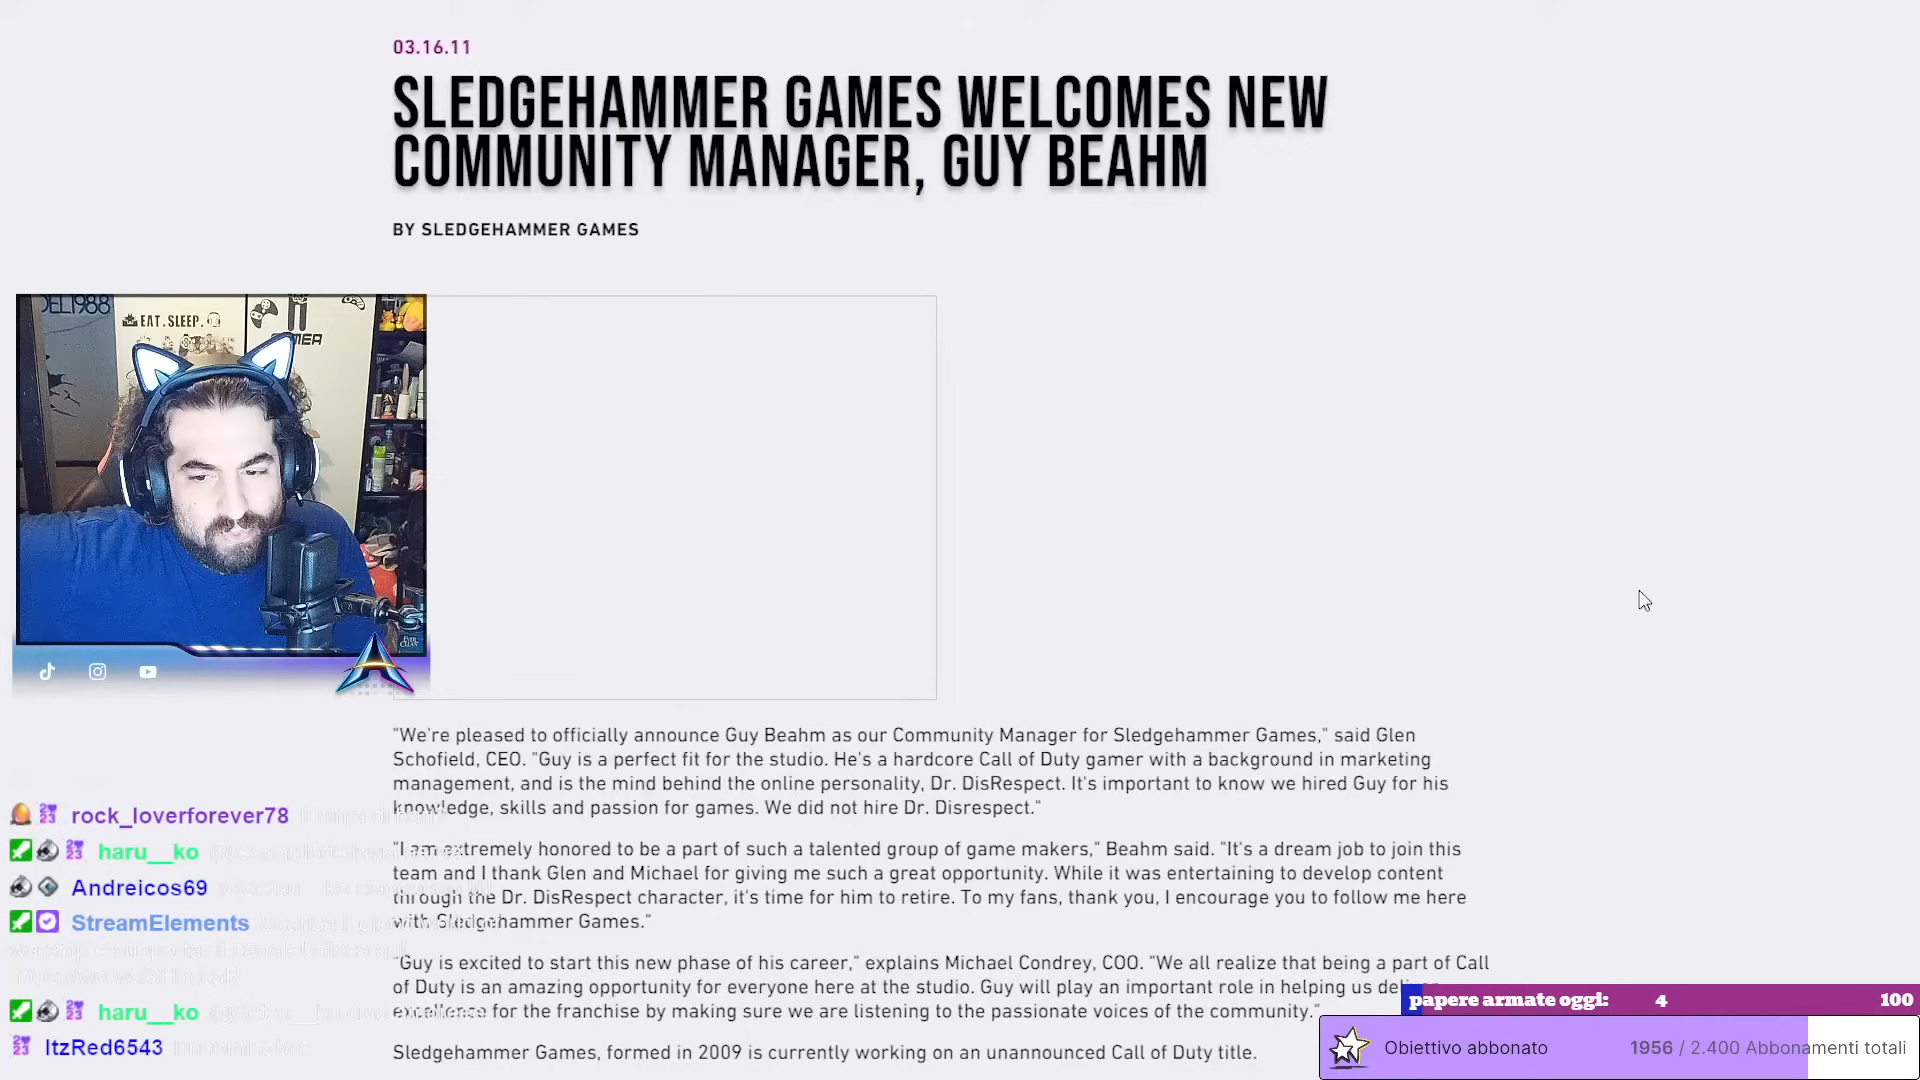 03.16.11
SLEDGEHAMMER GAMES WELCOMES NEW
COMMUNITY MANAGER, GUY BEAHM
BY SLEDGEHAMMER GAMES
DEL1988
EAT.SLEEP.
"We're pleased to officially announce Guy Beahm as our Community Manager for Sledgehammer Games," said Glen
Schofield, CEO. "Guy is a perfect fit for the studio. He's a hardcore Call of Duty gamer with a background in marketing
management, and is the mind behind the online personality, Dr. DisRespect. It's important to know we hired Guy for his
knowledge, skills and passion for games. We did not hire Dr. Disrespect."
"I am extremely honored to be a part of such a talented group of game makers," Beahm said. "It's a dream job to join this
team and I thank Glen and Michael for giving me such a great opportunity. While it was entertaining to develop content
through the Dr. DisRespect character, it's time for him to retire. To my fans, thank you, I encourage you to follow me here
with Sledgehammer Games."
"Guy is excited to start this new phase of his career," explains Michael Condrey, COO. "We all realize that being a part of Call
of Duty is an amazing opportunity for everyone here at the studio. Guy will play an important role in helping us
excellence for the franchise by making sure we are listening to the passionate voices of the community."
Sledgehammer Games, formed in 2009 is currently working on an unannounced Call of Duty title.
rock_loverforever78
haru__ko
Andreicos69
StreamElements
haru__ko
ItzRed6543
papere armate oggi: 4 100
Obiettivo abbonato 1956 / 2.400 Abbonamenti totali